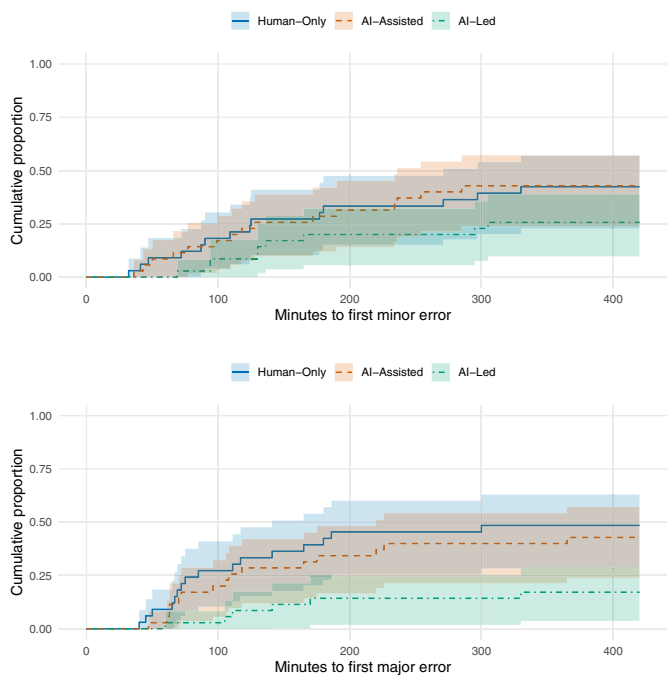 Human−Only AI−Assisted AI−Led
1.00
0.75
0.50
0.25
0.00
Cumulative proportion
0 100 200 300 400
Minutes to first minor error
Human−Only AI−Assisted AI−Led
1.00
0.75
0.50
0.25
0.00
Cumulative proportion
0 100 200 300 400
Minutes to first major error